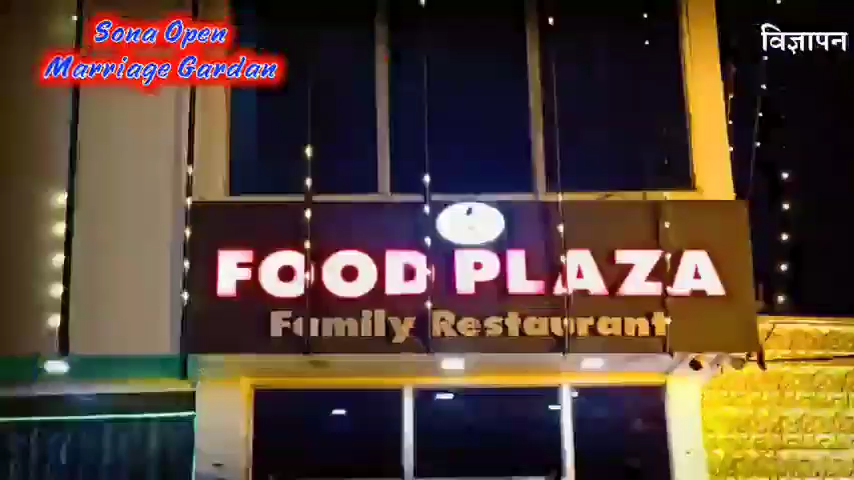 Sona Open
Marriage Gardan
विज्ञापन
FOOD PLAZA
Family Restaurant